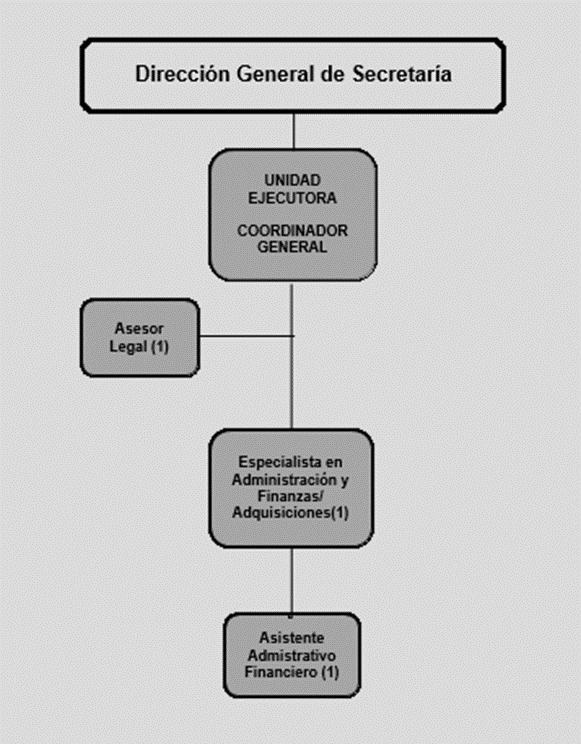 Dirección General de Secretaría
UNIDAD
EJECUTORA
COORDINADOR
GENERAL
Asesor
Legal (1)
Especialista en
Administración y
Finanzas/
Adquisiciones(1)
Asistente
Admistrativo
Financiero (1)